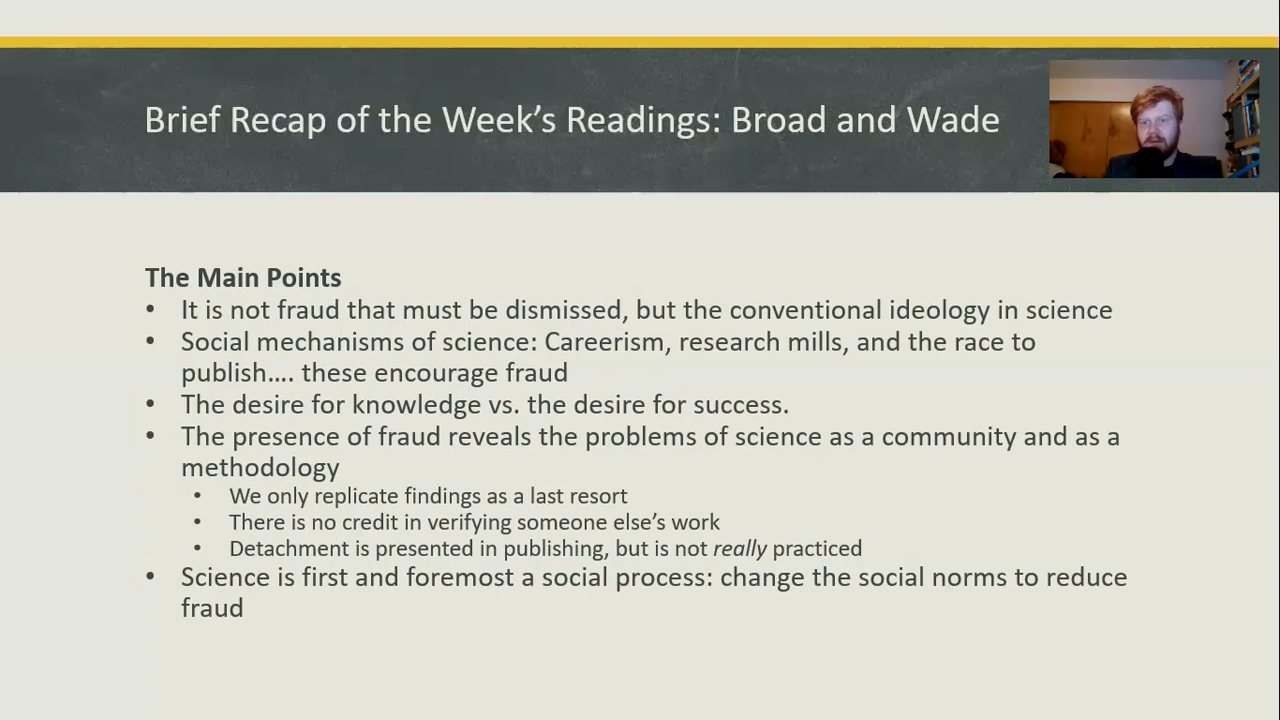 Brief Recap of the Week’s Readings: Broad and Wade
The Main Points
• It is not fraud that must be dismissed, but the conventional ideology in science
• Social mechanisms of science: Careerism, research mills, and the race to
publish…. these encourage fraud
• The desire for knowledge vs. the desire for success.
• The presence of fraud reveals the problems of science as a community and as a
methodology
• We only replicate findings as a last resort
• There is no credit in verifying someone else’s work
• Detachment is presented in publishing, but is not really practiced
• Science is first and foremost a social process: change the social norms to reduce
fraud